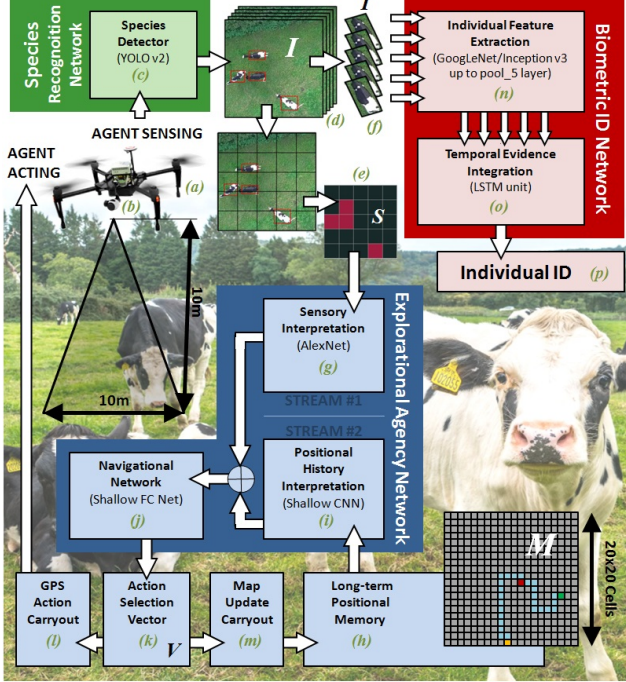 Species
Recognoition
Network
Species
Detector
(YOLO v2)
(c)
I
(d)
I
(f)
Individual Feature
Extraction
(GoogLeNet/Inception v3
up to pool_5 layer)
(n)
Biometric ID Network
Temporal Evidence
Integration
(LSTM unit)
(o)
Individual ID (p)
AGENT SENSING
AGENT
ACTING
(a)
(b)
(e)
S
10m
10m
Explorational Agency Network
Sensory
Interpretation
(AlexNet)
(g)
STREAM #1
STREAM #2
Positional
History
Interpretation
(Shallow CNN)
(i)
Navigational
Network
(Shallow FC Net)
(j)
GPS
Action
Carryout
(l)
Action
Selection
Vector
(k)
V
Map
Update
Carryout
(m)
Long-term
Positional
Memory
(h)
M
20x20 Cells